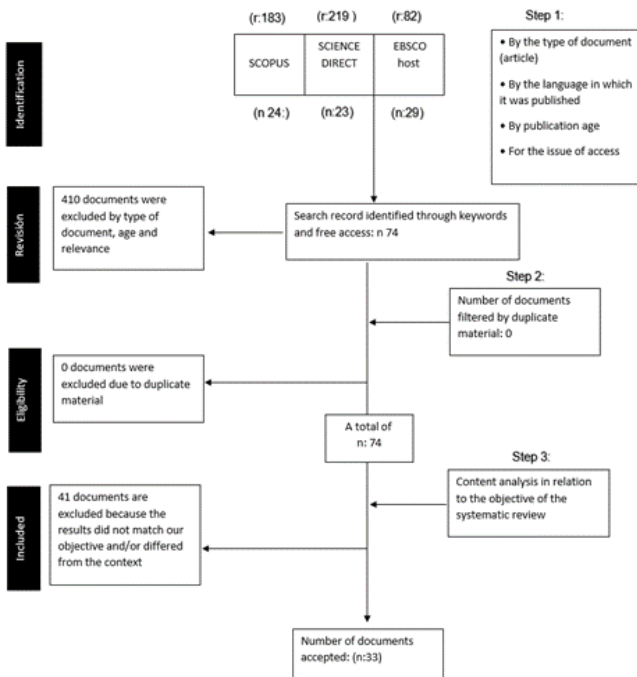 (r:183)
(r:219 )
(r:82)
Step 1:
SCOPUS
SCIENCE
DIRECT
EBSCO
host
(n 24:)
(n:23)
(n:29)
• By the type of document
(article)
• By the language in which
it was published
• By publication age
• For the issue of access
Identification
Revisión
410 documents were
excluded by type of
document, age and
relevance
Search record identified through keywords
and free access: n 74
Step 2:
Number of documents
filtered by duplicate
material: 0
Eligibility
0 documents were
excluded due to duplicate
material
A total of
n: 74
Step 3:
Content analysis in relation
to the objective of the
systematic review
Included
41 documents are
excluded because the
results did not match our
objective and/or differed
from the context
Number of documents
accepted: (n:33)